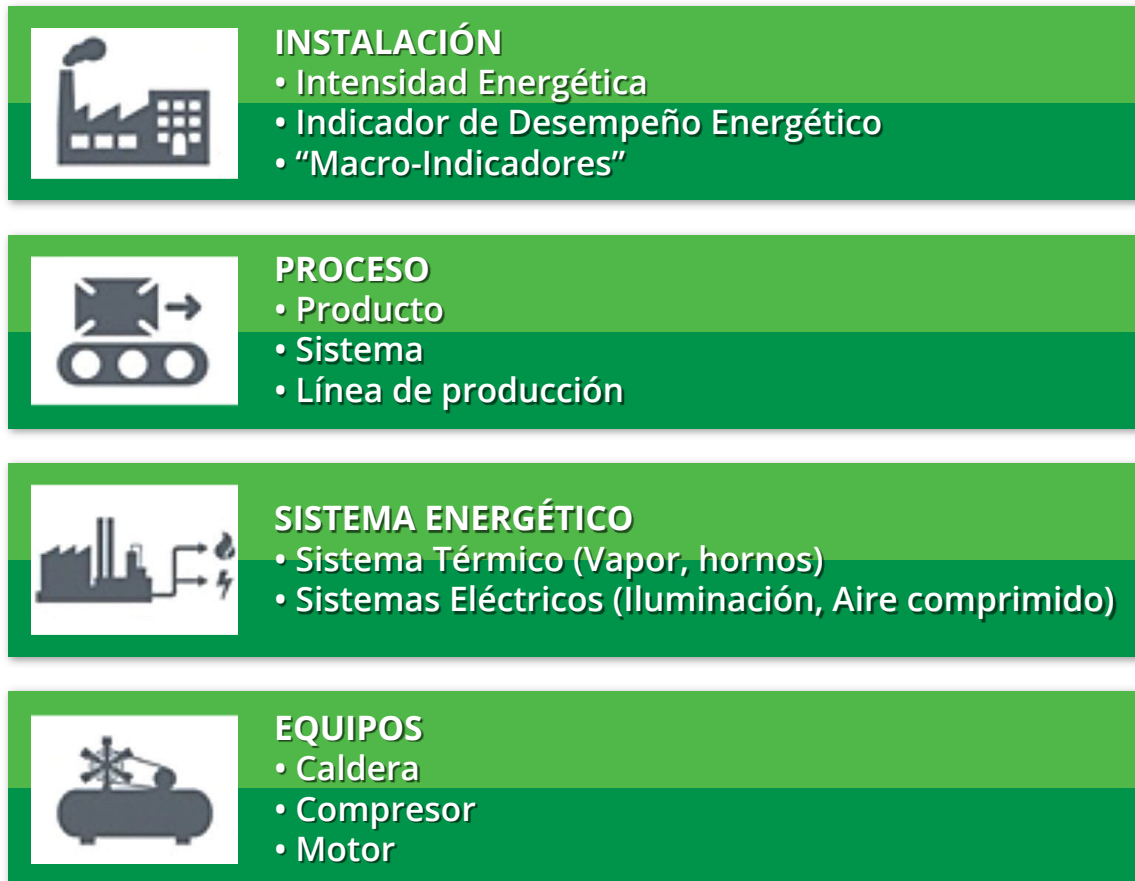 INSTALACIÓN
• Intensidad Energética
• Indicador de Desempeño Energético
• “Macro-Indicadores”
PROCESO
• Producto
• Sistema
• Línea de producción
SISTEMA ENERGÉTICO
• Sistema Térmico (Vapor, hornos)
• Sistemas Eléctricos (Iluminación, Aire comprimido)
EQUIPOS
• Caldera
• Compresor
• Motor